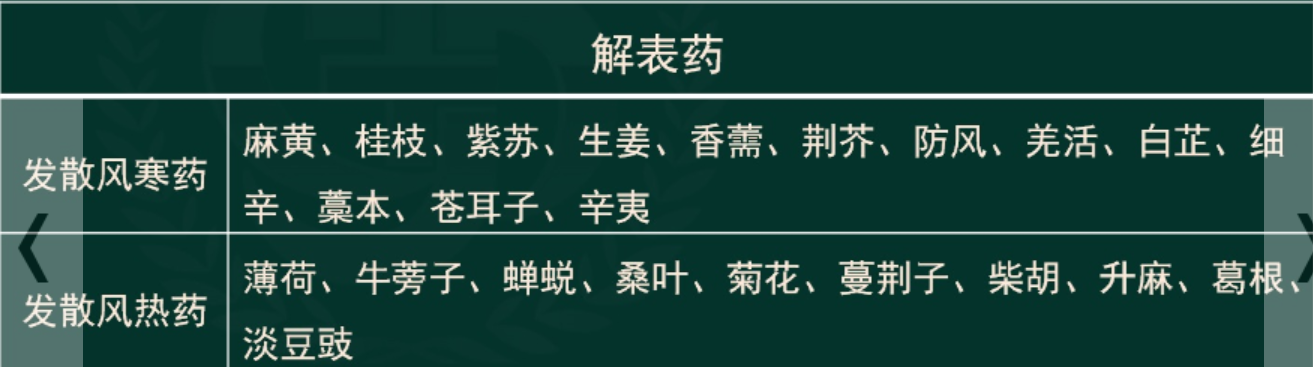 解表药
发散风寒药
麻黄、桂枝、紫苏、生姜、香薷、荆芥、防风、羌活、白芷、细
辛、藁本、苍耳子、辛夷
发散风热药
薄荷、牛蒡子、蝉蜕、桑叶、菊花、蔓荆子、柴胡、升麻、葛根、
淡豆豉